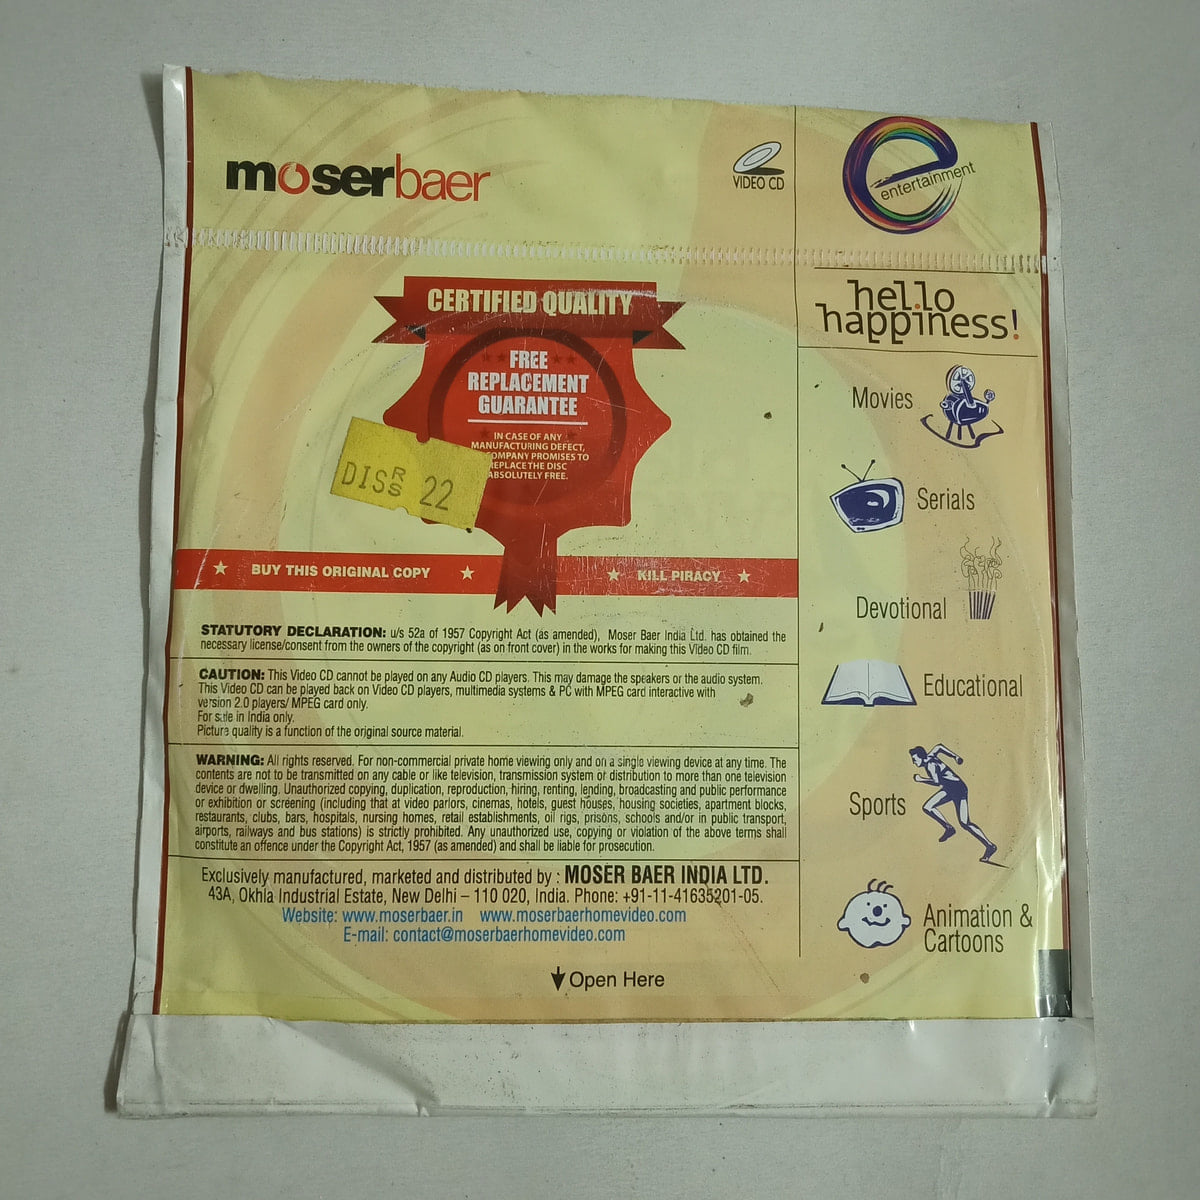 moserbaer
VIDEO CD
e
entertainment
hello
happiness!
CERTIFIED QUALITY
FREE
REPLACEMENT
GUARANTEE
IN CASE OF ANY
MANUFACTURING DEFECT,
COMPANY PROMISES TO
REPLACE THE DISC
ABSOLUTELY FREE.
DIS RS 22
BUY THIS ORIGINAL COPY
KILL PIRACY
STATUTORY DECLARATION: u/s 52a of 1957 Copyright Act (as amended), Moser Baer India Ltd. has obtained the
necessary license/consent from the owners of the copyright (as on front cover) in the works for making this Video CD film.
CAUTION: This Video CD cannot be played on any Audio CD players. This may damage the speakers or the audio system.
This Video CD can be played back on Video CD players, multimedia systems & PC with MPEG card interactive with
version 2.0 players/ MPEG card only.
For sale in India only.
Picture quality is a function of the original source material.
WARNING: All rights reserved. For non-commercial private home viewing only and on a single viewing device at any time. The
contents are not to be transmitted on any cable or like television, transmission system or distribution to more than one television
device or dwelling. Unauthorized copying, duplication, reproduction, hiring, renting, lending, broadcasting and public performance
or exhibition or screening (including that at video parlors, cinemas, hotels, guest houses, housing societies, apartment blocks,
restaurants, clubs, bars, hospitals, nursing homes, retail establishments, oil rigs, prisons, schools and/or in public transport,
airports, railways and bus stations) is strictly prohibited. Any unauthorized use, copying or violation of the above terms shall
constitute an offence under the Copyright Act, 1957 (as amended) and shall be liable for prosecution.
Exclusively manufactured, marketed and distributed by : MOSER BAER INDIA LTD.
43A, Okhla Industrial Estate, New Delhi – 110 020, India. Phone: +91-11-41635201-05.
Website: www.moserbaer.in www.moserbaerhomevideo.com
E-mail: contact@moserbaerhomevideo.com
Open Here
Movies
Serials
Devotional
Educational
Sports
Animation &
Cartoons